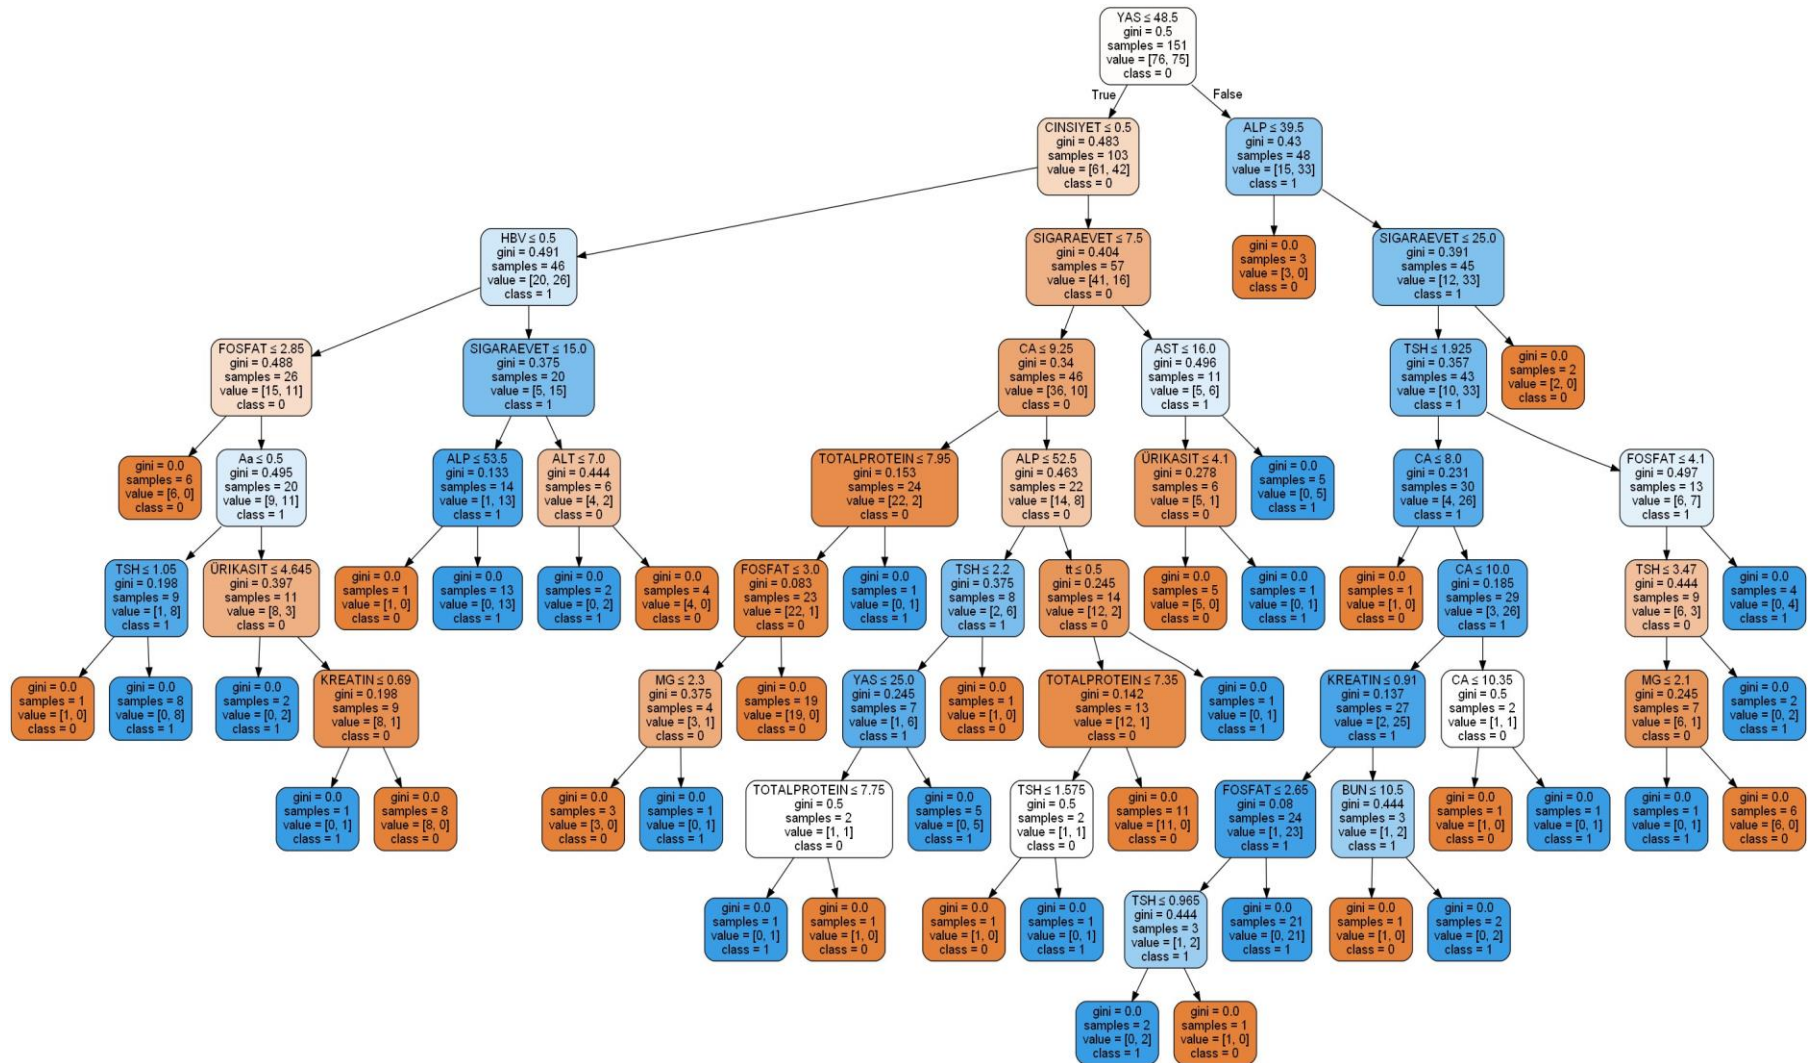 YAS ≤ 48.5
gini = 0.5
samples = 151
value = [76, 75]
class = 0
True
False
CINSIYET ≤ 0.5
gini = 0.483
samples = 103
value = [61, 42]
class = 0
ALP ≤ 39.5
gini = 0.43
samples = 48
value = [15, 33]
class = 1
HBV ≤ 0.5
gini = 0.491
samples = 46
value = [20, 26]
class = 1
SIGARAEVET ≤ 7.5
gini = 0.404
samples = 57
value = [41, 16]
class = 0
gini = 0.0
samples = 3
value = [3, 0]
class = 0
SIGARAEVET ≤ 25.0
gini = 0.391
samples = 45
value = [12, 33]
class = 1
FOSFAT ≤ 2.85
gini = 0.488
samples = 26
value = [15, 11]
class = 0
SIGARAEVET ≤ 15.0
gini = 0.375
samples = 20
value = [5, 15]
class = 1
CA ≤ 9.25
gini = 0.34
samples = 46
value = [36, 10]
class = 0
AST ≤ 16.0
gini = 0.496
samples = 11
value = [5, 6]
class = 1
TSH ≤ 1.925
gini = 0.357
samples = 43
value = [10, 33]
class = 1
gini = 0.0
samples = 2
value = [2, 0]
class = 0
gini = 0.0
samples = 6
value = [6, 0]
class = 0
Aa ≤ 0.5
gini = 0.495
samples = 20
value = [9, 11]
class = 1
ALP ≤ 53.5
gini = 0.133
samples = 14
value = [1, 13]
class = 1
ALT ≤ 7.0
gini = 0.444
samples = 6
value = [4, 2]
class = 0
TOTALPROTEIN ≤ 7.95
gini = 0.153
samples = 24
value = [22, 2]
class = 0
ALP ≤ 52.5
gini = 0.463
samples = 22
value = [14, 8]
class = 0
ÜRIKASIT ≤ 4.1
gini = 0.278
samples = 6
value = [5, 1]
class = 0
gini = 0.0
samples = 5
value = [0, 5]
class = 1
CA ≤ 8.0
gini = 0.231
samples = 30
value = [4, 26]
class = 1
FOSFAT ≤ 4.1
gini = 0.497
samples = 13
value = [6, 7]
class = 1
TSH ≤ 1.05
gini = 0.198
samples = 9
value = [1, 8]
class = 1
ÜRIKASIT ≤ 4.645
gini = 0.397
samples = 11
value = [8, 3]
class = 0
gini = 0.0
samples = 1
value = [1, 0]
class = 0
gini = 0.0
samples = 13
value = [0, 13]
class = 1
gini = 0.0
samples = 2
value = [0, 2]
class = 1
gini = 0.0
samples = 4
value = [4, 0]
class = 0
FOSFAT ≤ 3.0
gini = 0.083
samples = 23
value = [22, 1]
class = 0
gini = 0.0
samples = 1
value = [0, 1]
class = 1
TSH ≤ 2.2
gini = 0.375
samples = 8
value = [2, 6]
class = 1
tt ≤ 0.5
gini = 0.245
samples = 14
value = [12, 2]
class = 0
gini = 0.0
samples = 5
value = [5, 0]
class = 0
gini = 0.0
samples = 1
value = [0, 1]
class = 1
gini = 0.0
samples = 1
value = [1, 0]
class = 0
CA ≤ 10.0
gini = 0.185
samples = 29
value = [3, 26]
class = 1
TSH ≤ 3.47
gini = 0.444
samples = 9
value = [6, 3]
class = 0
gini = 0.0
samples = 4
value = [0, 4]
class = 1
gini = 0.0
samples = 1
value = [1, 0]
class = 0
gini = 0.0
samples = 8
value = [0, 8]
class = 1
gini = 0.0
samples = 2
value = [0, 2]
class = 1
KREATIN ≤ 0.69
gini = 0.198
samples = 9
value = [8, 1]
class = 0
MG ≤ 2.3
gini = 0.375
samples = 4
value = [3, 1]
class = 0
gini = 0.0
samples = 19
value = [19, 0]
class = 0
YAS ≤ 25.0
gini = 0.245
samples = 7
value = [1, 6]
class = 1
gini = 0.0
samples = 1
value = [1, 0]
class = 0
TOTALPROTEIN ≤ 7.35
gini = 0.142
samples = 13
value = [12, 1]
class = 0
gini = 0.0
samples = 1
value = [0, 1]
class = 1
KREATIN ≤ 0.91
gini = 0.137
samples = 27
value = [2, 25]
class = 1
CA ≤ 10.35
gini = 0.5
samples = 2
value = [1, 1]
class = 0
MG ≤ 2.1
gini = 0.245
samples = 7
value = [6, 1]
class = 0
gini = 0.0
samples = 2
value = [0, 2]
class = 1
gini = 0.0
samples = 1
value = [0, 1]
class = 1
gini = 0.0
samples = 8
value = [8, 0]
class = 0
gini = 0.0
samples = 3
value = [3, 0]
class = 0
gini = 0.0
samples = 1
value = [0, 1]
class = 1
TOTALPROTEIN ≤ 7.75
gini = 0.5
samples = 2
value = [1, 1]
class = 0
gini = 0.0
samples = 5
value = [0, 5]
class = 1
TSH ≤ 1.575
gini = 0.5
samples = 2
value = [1, 1]
class = 0
gini = 0.0
samples = 11
value = [11, 0]
class = 0
FOSFAT ≤ 2.65
gini = 0.08
samples = 24
value = [1, 23]
class = 1
BUN ≤ 10.5
gini = 0.444
samples = 3
value = [1, 2]
class = 1
gini = 0.0
samples = 1
value = [1, 0]
class = 0
gini = 0.0
samples = 1
value = [0, 1]
class = 1
gini = 0.0
samples = 1
value = [0, 1]
class = 1
gini = 0.0
samples = 6
value = [6, 0]
class = 0
gini = 0.0
samples = 1
value = [0, 1]
class = 1
gini = 0.0
samples = 1
value = [1, 0]
class = 0
gini = 0.0
samples = 1
value = [1, 0]
class = 0
gini = 0.0
samples = 1
value = [0, 1]
class = 1
TSH ≤ 0.965
gini = 0.444
samples = 3
value = [1, 2]
class = 1
gini = 0.0
samples = 21
value = [0, 21]
class = 1
gini = 0.0
samples = 1
value = [1, 0]
class = 0
gini = 0.0
samples = 2
value = [0, 2]
class = 1
gini = 0.0
samples = 2
value = [0, 2]
class = 1
gini = 0.0
samples = 1
value = [1, 0]
class = 0